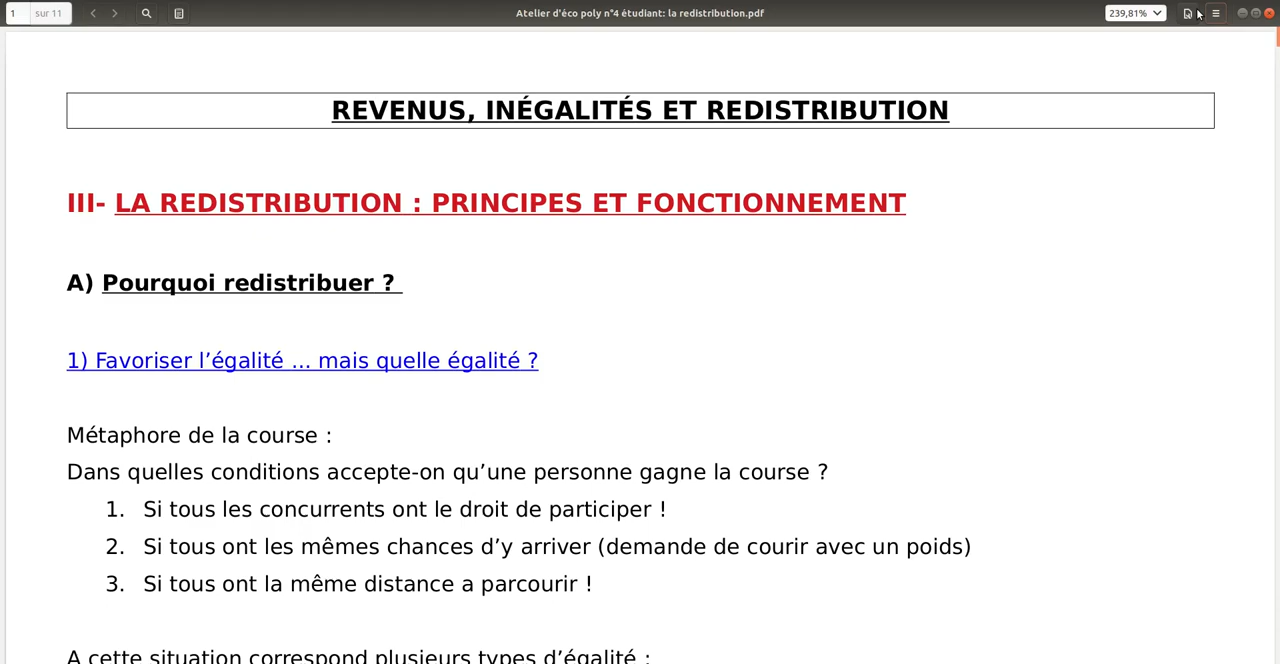 1 sur 11
Atelier d'éco poly n°4 étudiant: la redistribution.pdf
239,81%
REVENUS, INÉGALITÉS ET REDISTRIBUTION
III- LA REDISTRIBUTION : PRINCIPES ET FONCTIONNEMENT
A) Pourquoi redistribuer ?
1) Favoriser l’égalité ... mais quelle égalité ?
Métaphore de la course :
Dans quelles conditions accepte-on qu’une personne gagne la course ?
1. Si tous les concurrents ont le droit de participer !
2. Si tous ont les mêmes chances d’y arriver (demande de courir avec un poids)
3. Si tous ont la même distance a parcourir !
A cette situation correspond plusieurs types d’égalité :